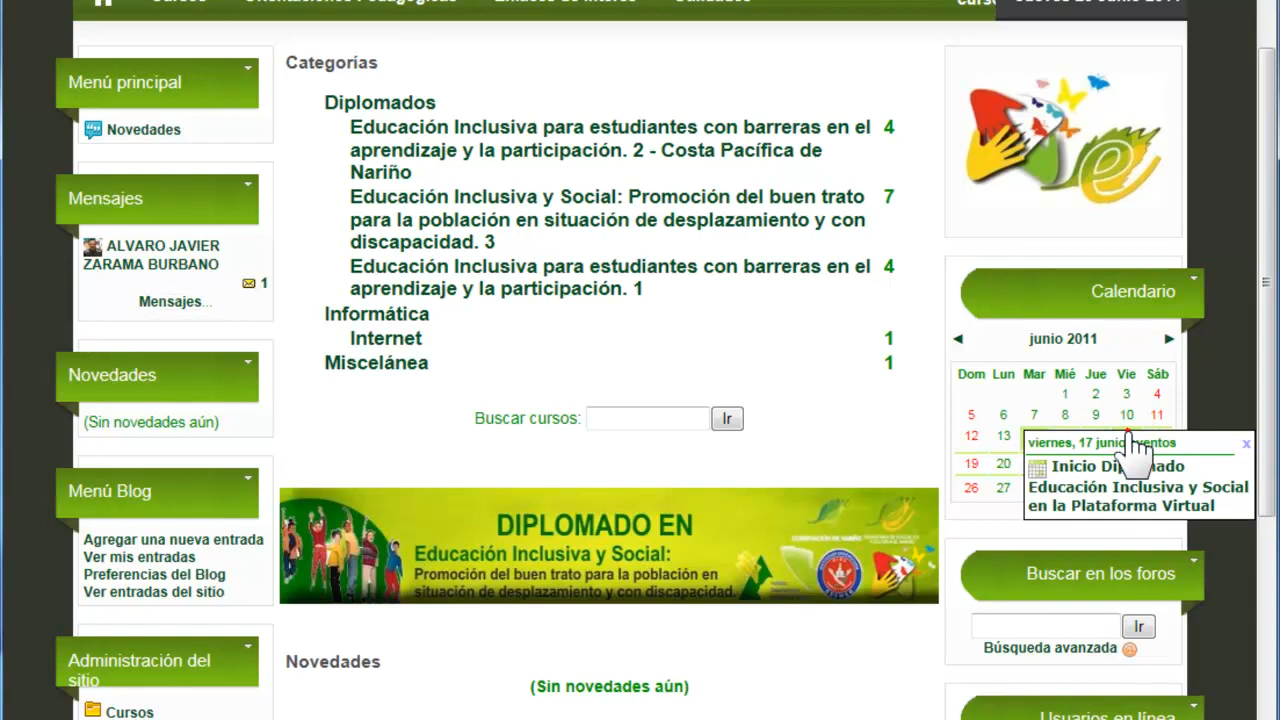 Menú principal
Novedades
Mensajes
ALVARO JAVIER
ZARAMA BURBANO
1
Mensajes...
Novedades
(Sin novedades aún)
Menú Blog
Agregar una nueva entrada
Ver mis entradas
Preferencias del Blog
Ver entradas del sitio
Administración del
sitio
Cursos
Categorías
Diplomados
Educación Inclusiva para estudiantes con barreras en el 4
aprendizaje y la participación. 2 - Costa Pacífica de
Nariño
Educación Inclusiva y Social: Promoción del buen trato 7
para la población en situación de desplazamiento y con
discapacidad. 3
Educación Inclusiva para estudiantes con barreras en el 4
aprendizaje y la participación. 1
Informática
Internet 1
Miscelánea 1
Buscar cursos: Ir
DIPLOMADO EN
Educación Inclusiva y Social:
Promoción del buen trato para la población en
situación de desplazamiento y con discapacidad.
Novedades
(Sin novedades aún)
Calendario
◄ junio 2011 ►
Dom Lun Mar Mié Jue Vie Sáb
1 2 3 4
5 6 7 8 9 10 11
12 13
19 20
26 27
viernes, 17 junio
x
Inicio
Educación Inclusiva y Social
en la Plataforma Virtual
Buscar en los foros
Ir
Búsqueda avanzada
Usuarios en línea